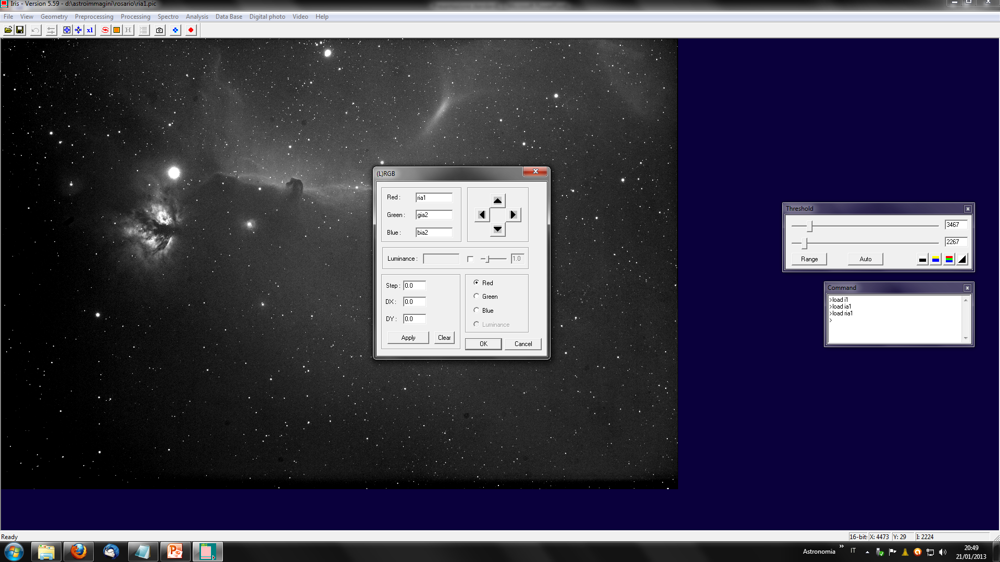 Iris - Version 5.59 - d:\astroimmagini\rosario\ria1.pic
File View Geometry Preprocessing Processing Spectro Analysis Data Base Digital photo Video Help
x1 H
(L)RGB
Red : ria1
Green : gia2
Blue : bia2
Luminance : 1.0
Step : 0.0
DX : 0.0
DY : 0.0
Apply Clear
Red
Green
Blue
Luminance
OK Cancel
Threshold
3467
2267
Range Auto
Command
>load i1
>load ia1
>load ria1
>
Ready
16-bit: X: 4473 Y: 29 I: 2224
IRIS
Astronomia » IT
20:49
21/01/2013